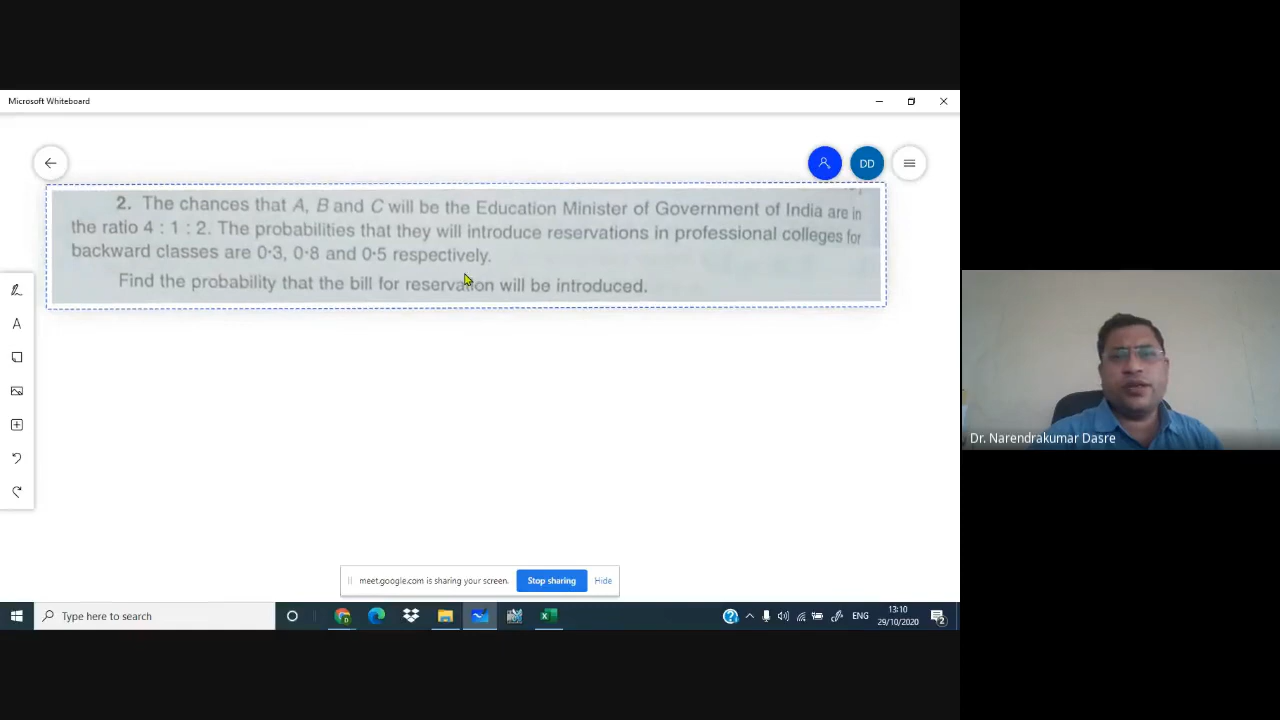 Microsoft Whiteboard
DD
2. The chances that A, B and C will be the Education Minister of Government of India are in
the ratio 4 : 1 : 2. The probabilities that they will introduce reservations in professional colleges for
backward classes are 0·3, 0·8 and 0·5 respectively.
Find the probability that the bill for reservation will be introduced.
A
Dr. Narendrakumar Dasre
meet.google.com is sharing your screen.
Stop sharing
Hide
Type here to search
ENG
13:10
29/10/2020
2